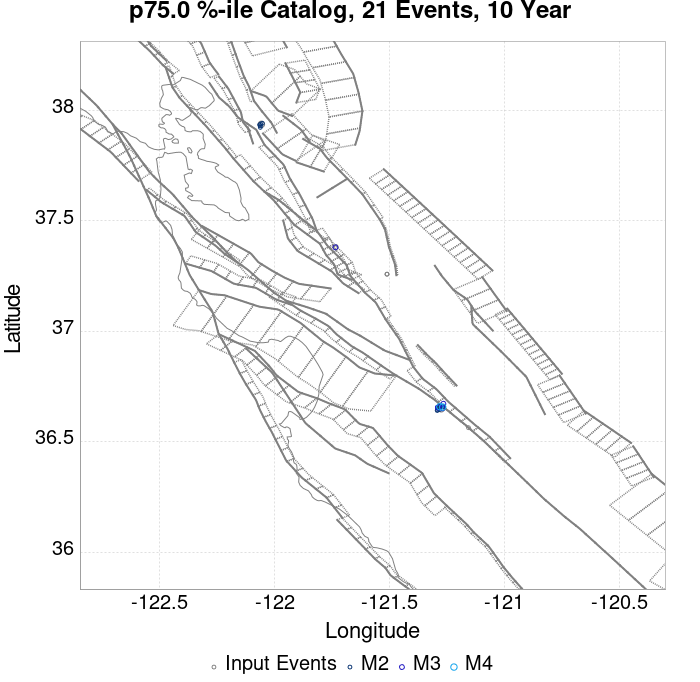 p75.0 %-ile Catalog, 21 Events, 10 Year
38
37.5
37
36.5
36
Latitude
-122.5 -122 -121.5 -121 -120.5
Longitude
Input Events M2 M3 M4